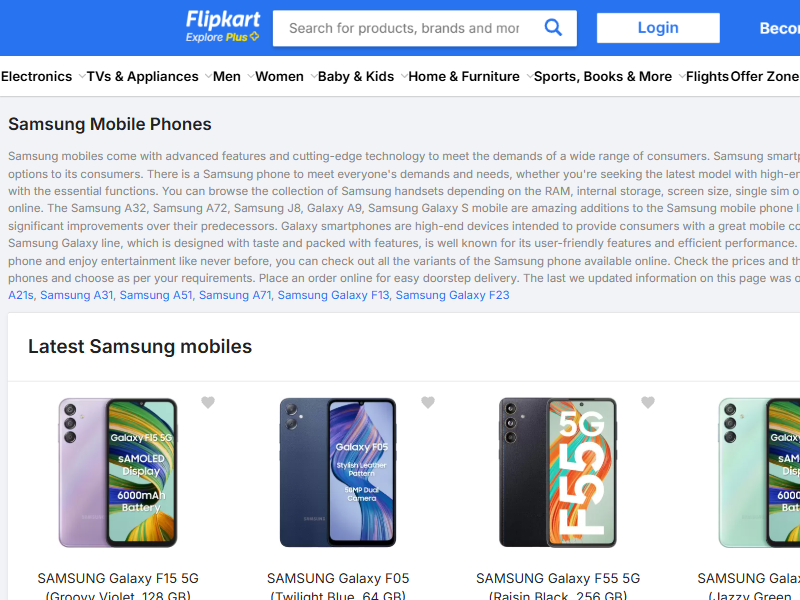 Flipkart
Explore Plus
Search for products, brands and mor
Login
Becor
Electronics TVs & Appliances Men Women Baby & Kids Home & Furniture Sports, Books & More Flights Offer Zone
Samsung Mobile Phones
Samsung mobiles come with advanced features and cutting-edge technology to meet the demands of a wide range of consumers. Samsung smartp
options to its consumers. There is a Samsung phone to meet everyone's demands and needs, whether you're seeking the latest model with high-en
with the essential functions. You can browse the collection of Samsung handsets depending on the RAM, internal storage, screen size, single sim o
online. The Samsung A32, Samsung A72, Samsung J8, Galaxy A9, Samsung Galaxy S mobile are amazing additions to the Samsung mobile phone l
significant improvements over their predecessors. Galaxy smartphones are high-end devices intended to provide consumers with a great mobile co
Samsung Galaxy line, which is designed with taste and packed with features, is well known for its user-friendly features and efficient performance.
phone and enjoy entertainment like never before, you can check out all the variants of the Samsung phone available online. Check the prices and th
phones and choose as per your requirements. Place an order online for easy doorstep delivery. The last we updated information on this page was o
A21s, Samsung A31, Samsung A51, Samsung A71, Samsung Galaxy F13, Samsung Galaxy F23
Latest Samsung mobiles
Galaxy F15 5G
sAMOLED
Display
6000mAh
Battery
Galaxy F05
Stylish Leather
Pattern
50MP Dual
Camera
SAMSUNG
5G
F55
Galaxy
sAM
Disp
600
Bat
SAMSUNG Galaxy F15 5G
(Groovy Violet, 128 GB)
SAMSUNG Galaxy F05
(Twilight Blue, 64 GB)
SAMSUNG Galaxy F55 5G
(Raisin Black, 256 GB)
SAMSUNG Galax
(Jazzy Green,